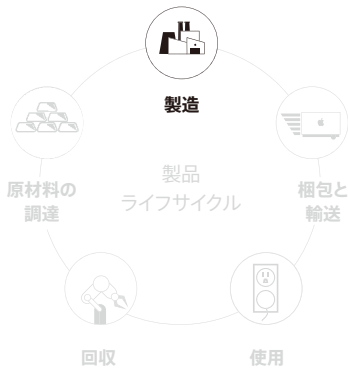 製造
原材料の
調達
製品
ライフサイクル
梱包と
輸送
回収
使用